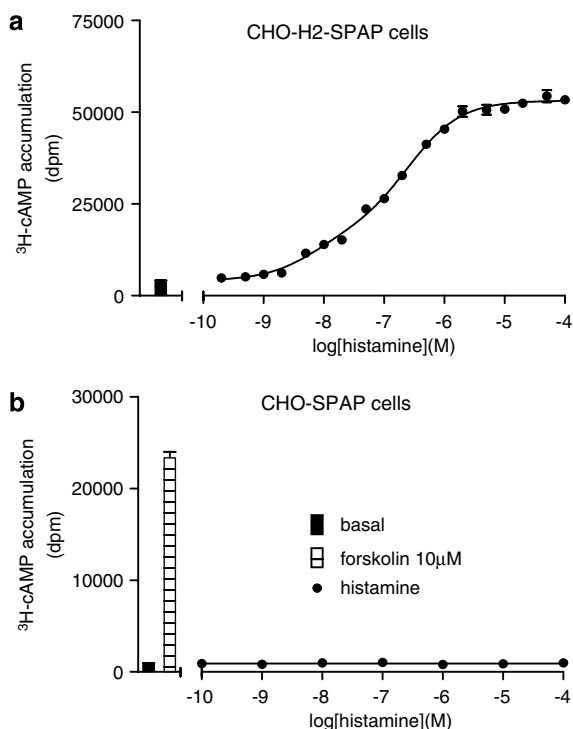 a
CHO-H2-SPAP cells
³H-cAMP accumulation
(dpm)
75000
50000
25000
0
-10 -9 -8 -7 -6 -5 -4
log[histamine](M)
b
CHO-SPAP cells
³H-cAMP accumulation
(dpm)
30000
20000
10000
0
basal
forskolin 10μM
histamine
-10 -9 -8 -7 -6 -5 -4
log[histamine](M)